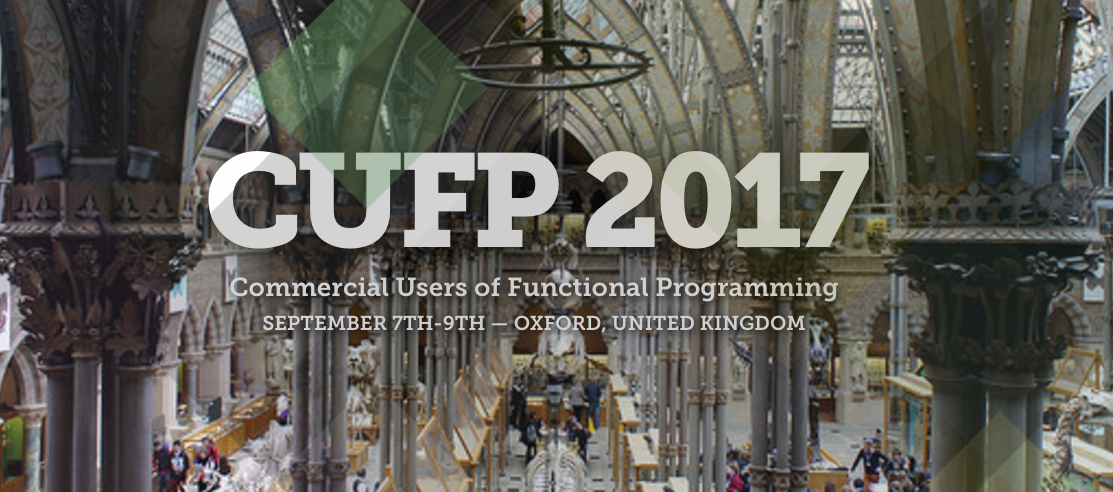 CUFP 2017
Commercial Users of Functional Programming
SEPTEMBER 7TH-9TH — OXFORD, UNITED KINGDOM